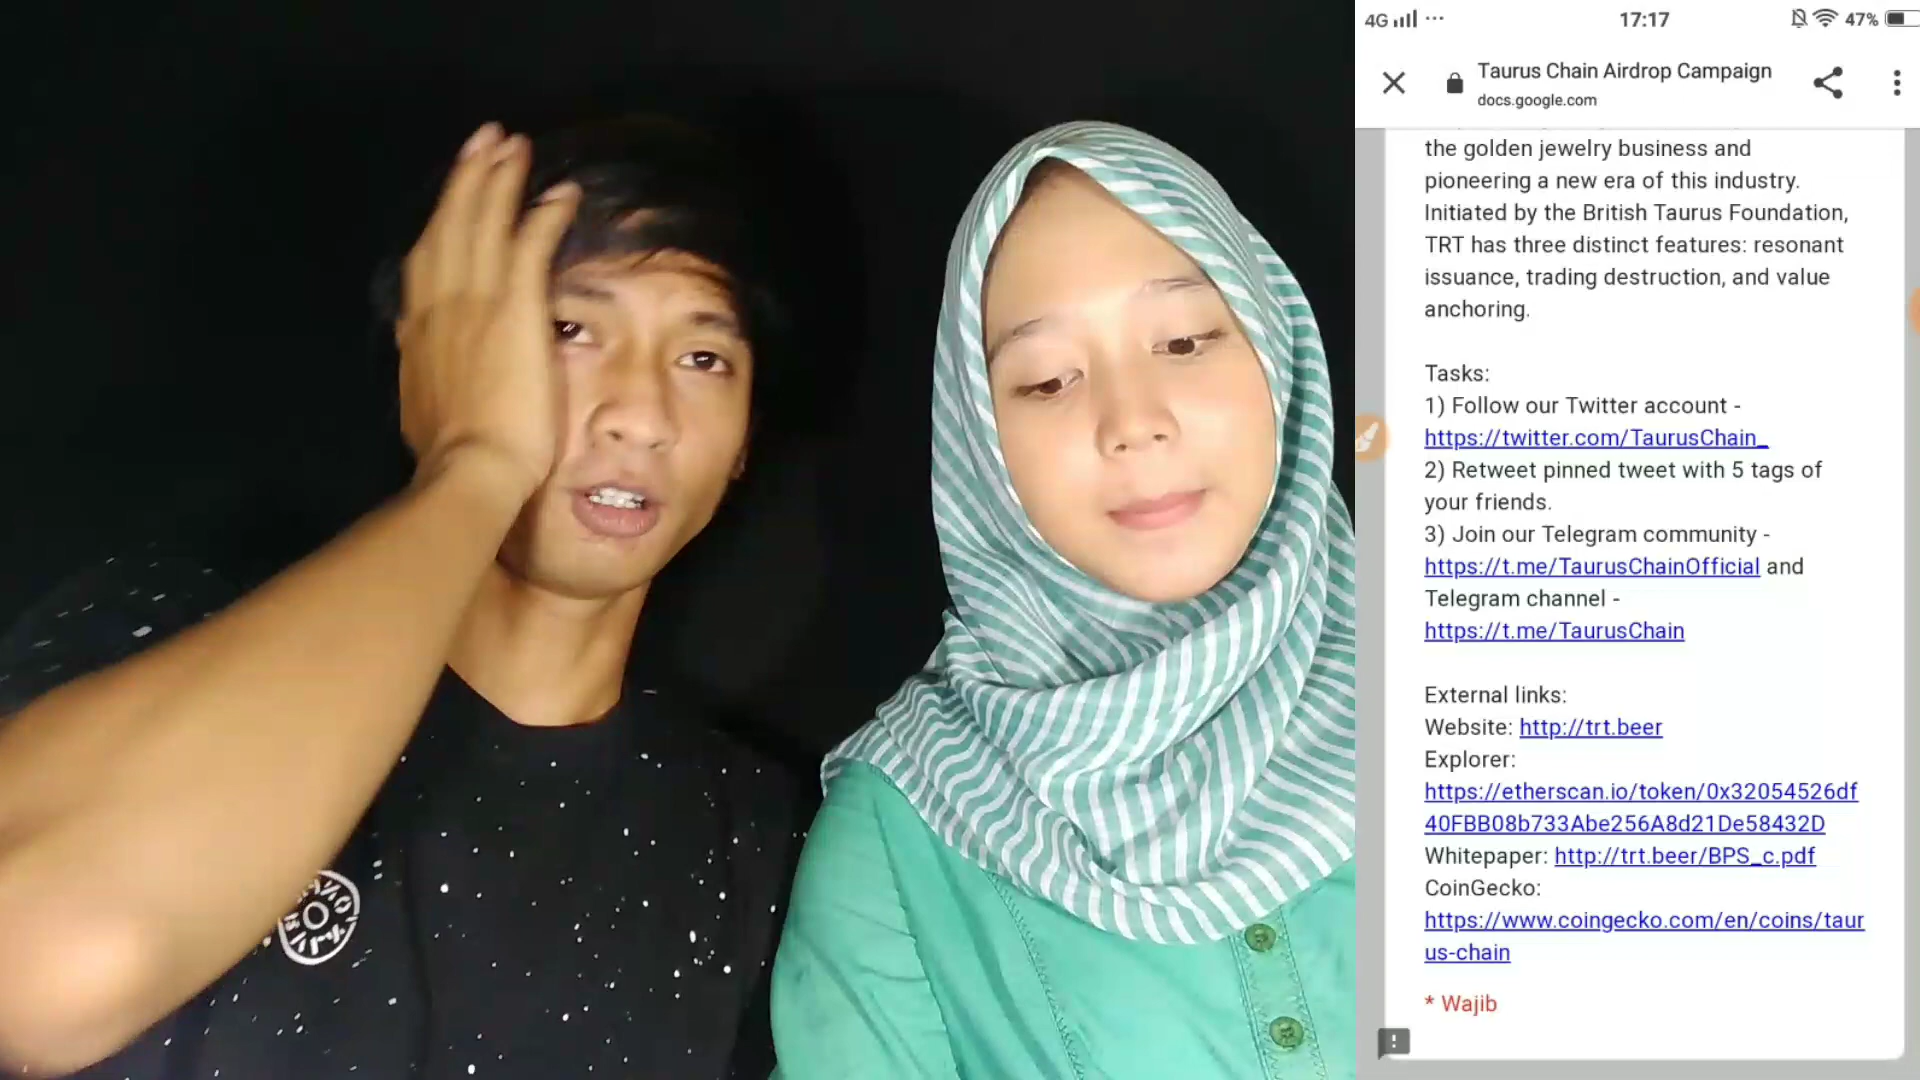 4G
17:17
47%
Taurus Chain Airdrop Campaign
docs.google.com
the golden jewelry business and
pioneering a new era of this industry.
Initiated by the British Taurus Foundation,
TRT has three distinct features: resonant
issuance, trading destruction, and value
anchoring.
Tasks:
1) Follow our Twitter account -
https://twitter.com/TaurusChain_
2) Retweet pinned tweet with 5 tags of
your friends.
3) Join our Telegram community -
https://t.me/TaurusChainOfficial and
Telegram channel -
https://t.me/TaurusChain
External links:
Website: http://trt.beer
Explorer:
https://etherscan.io/token/0x32054526df
40FBB08b733Abe256A8d21De58432D
Whitepaper: http://trt.beer/BPS_c.pdf
CoinGecko:
https://www.coingecko.com/en/coins/taur
us-chain
* Wajib